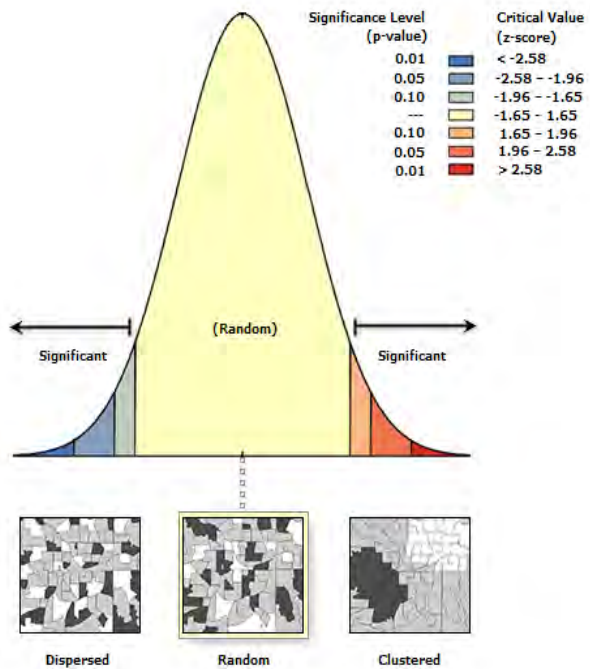 Significance Level Critical Value
(p-value) (z-score)
0.01 < -2.58
0.05 -2.58 – -1.96
0.10 -1.96 – -1.65
--- -1.65 – 1.65
0.10 1.65 – 1.96
0.05 1.96 – 2.58
0.01 > 2.58
(Random)
Significant Significant
Dispersed Random Clustered